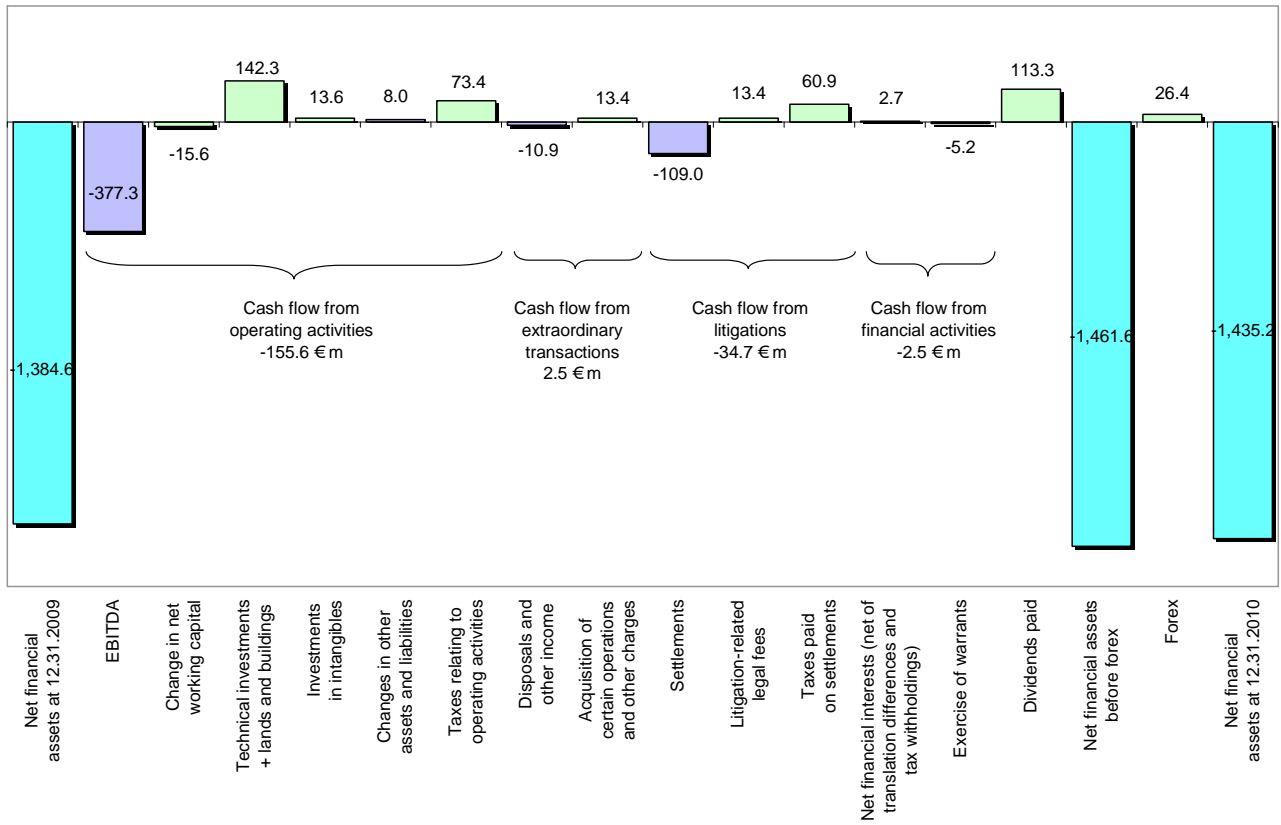 142.3
13.6
8.0
73.4
13.4
13.4
60.9
2.7
113.3
26.4
-1,384.6
-377.3
-15.6
-10.9
-109.0
-5.2
-1,461.6
-1,435.2
Cash flow from
operating activities
-155.6 €m
Cash flow from
extraordinary
transactions
2.5 €m
Cash flow from
litigations
-34.7 €m
Cash flow from
financial activities
-2.5 €m
Net financial
assets at 12.31.2009
EBITDA
Change in net
working capital
Technical investments
+ lands and buildings
Investments
in intangibles
Changes in other
assets and liabilities
Taxes relating to
operating activities
Disposals and
other income
Acquisition of
certain operations
and other charges
Settlements
Litigation-related
legal fees
Taxes paid
on settlements
Net financial interests (net of
translation differences and
tax withholdings)
Exercise of warrants
Dividends paid
Net financial assets
before forex
Forex
Net financial
assets at 12.31.2010